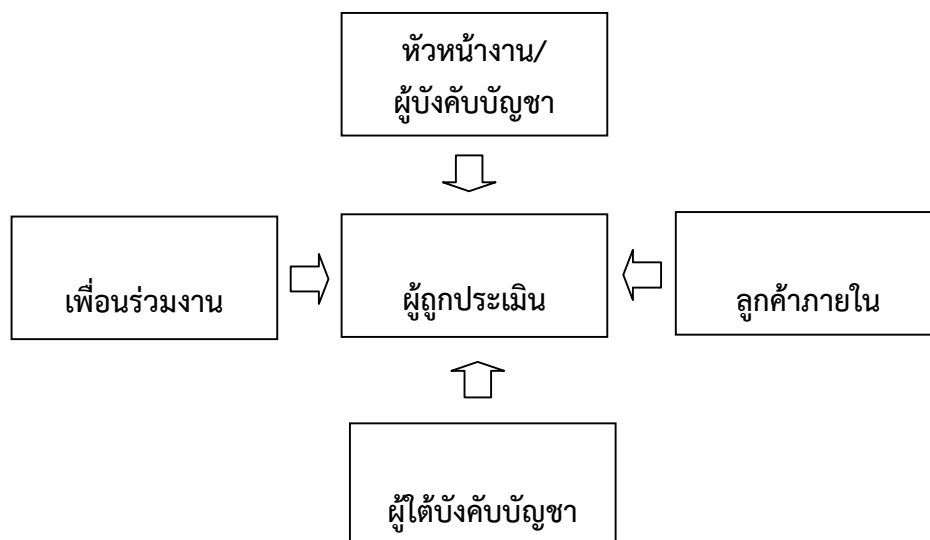 หัวหน้างาน/
ผู้บังคับบัญชา
เพื่อนร่วมงาน
ผู้ถูกประเมิน
ลูกค้าภายใน
ผู้ใต้บังคับบัญชา